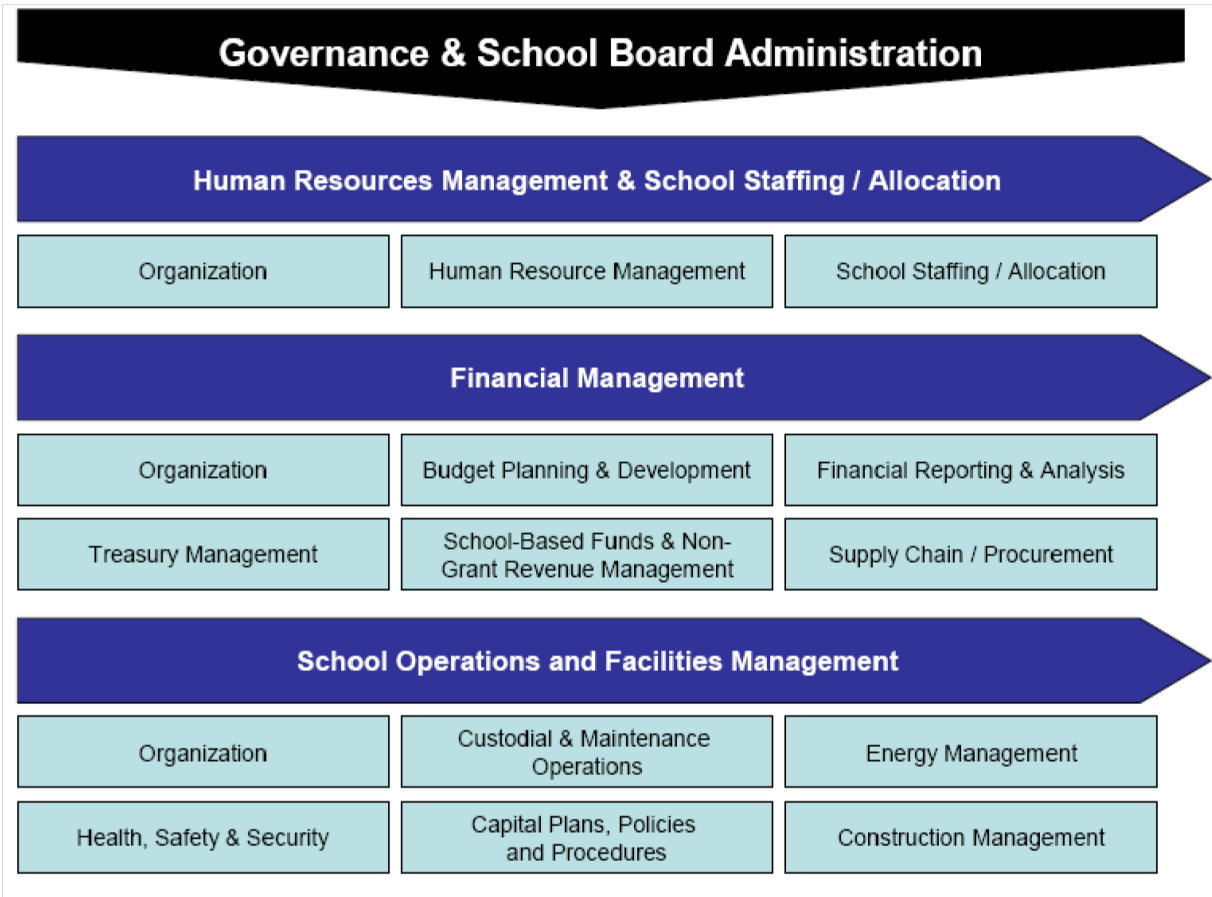 Governance & School Board Administration
Human Resources Management & School Staffing / Allocation
Organization
Human Resource Management
School Staffing / Allocation
Financial Management
Organization
Budget Planning & Development
Financial Reporting & Analysis
Treasury Management
School-Based Funds & Non-
Grant Revenue Management
Supply Chain / Procurement
School Operations and Facilities Management
Organization
Custodial & Maintenance
Operations
Energy Management
Health, Safety & Security
Capital Plans, Policies
and Procedures
Construction Management